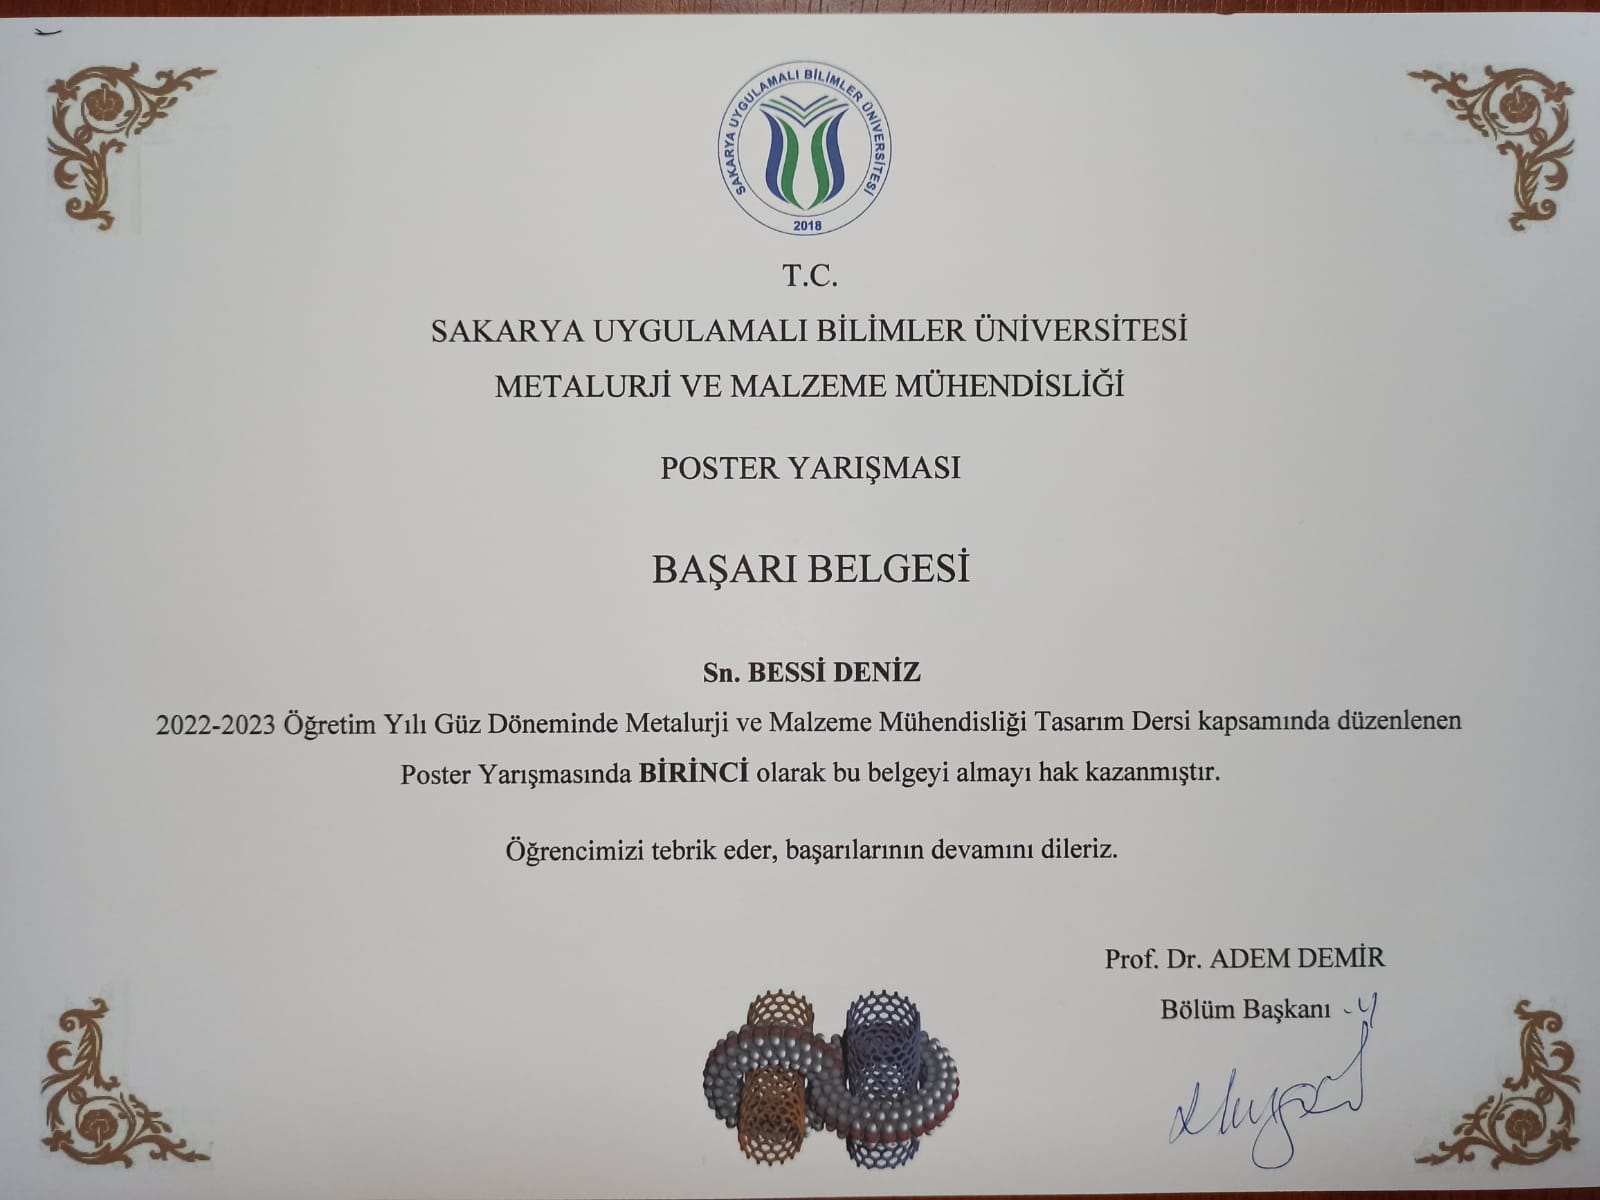 SAKARYA UYGULAMALI BİLİMLER ÜNİVERSİTESİ
2018
T.C.
SAKARYA UYGULAMALI BİLİMLER ÜNİVERSİTESİ
METALURJİ VE MALZEME MÜHENDİSLİĞİ
POSTER YARIŞMASI
BAŞARI BELGESİ
Sn. BESSİ DENİZ
2022-2023 Öğretim Yılı Güz Döneminde Metalurji ve Malzeme Mühendisliği Tasarım Dersi kapsamında düzenlenen
Poster Yarışmasında BİRİNCİ olarak bu belgeyi almayı hak kazanmıştır.
Öğrencimizi tebrik eder, başarılarının devamını dileriz.
Prof. Dr. ADEM DEMİR
Bölüm Başkanı